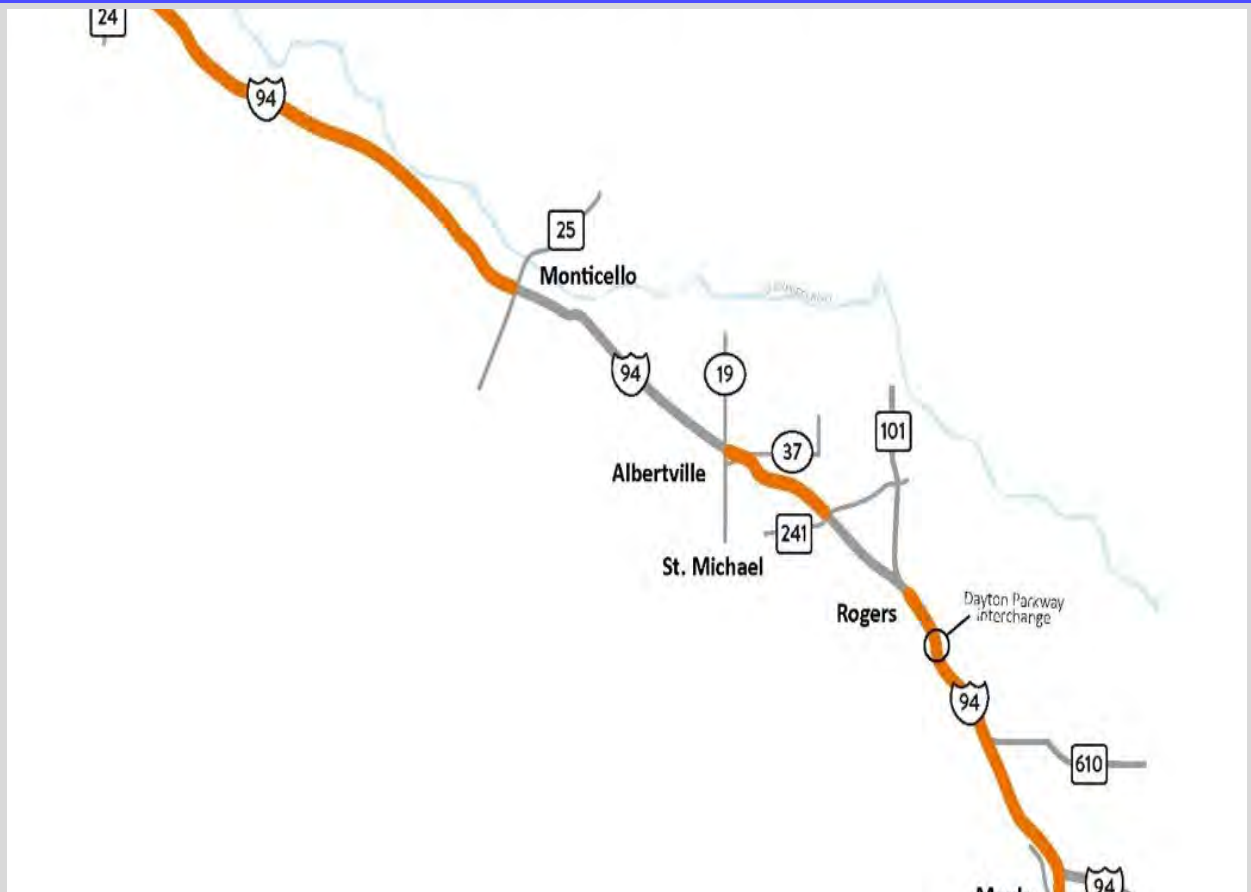 24
94
25
Monticello
94
19
37
101
Albertville
241
St. Michael
Dayton Parkway
interchange
Rogers
94
610
94